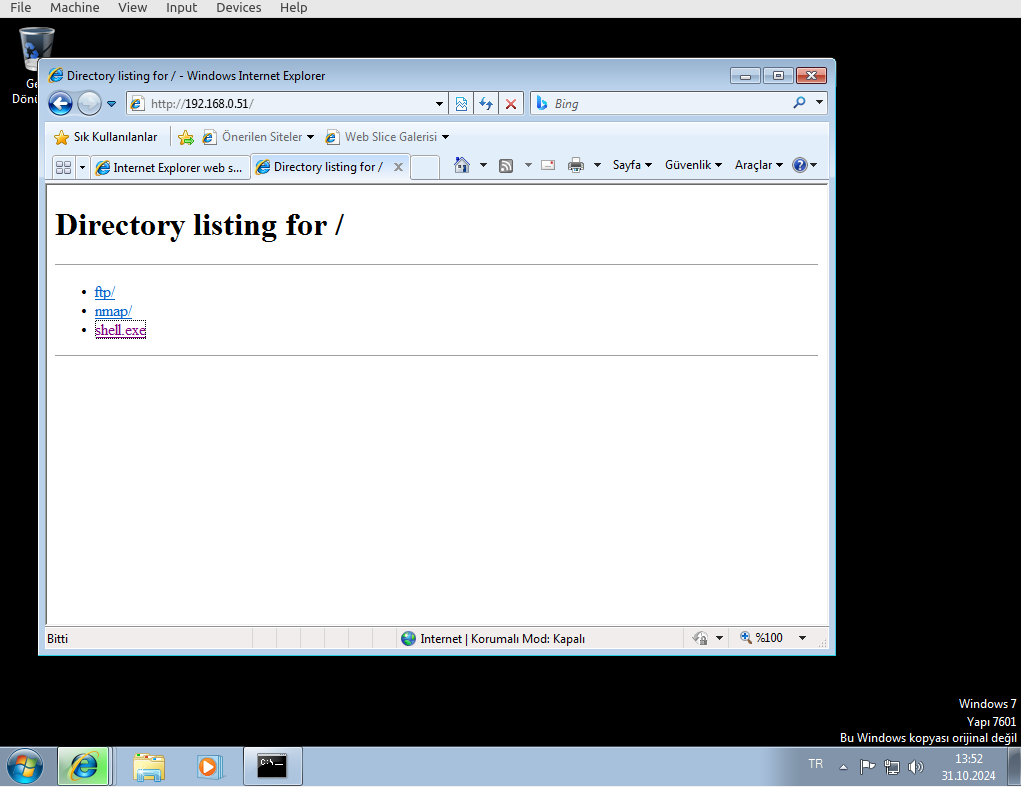 File Machine View Input Devices Help
Directory listing for / - Windows Internet Explorer
http://192.168.0.51/
Bing
Sık Kullanılanlar
Önerilen Siteler
Web Slice Galerisi
Internet Explorer web s...
Directory listing for /
Sayfa
Güvenlik
Araçlar
Directory listing for /
ftp/
nmap/
shell.exe
Bitti
Internet | Korumalı Mod: Kapalı
%100
Windows 7
Yapı 7601
Bu Windows kopyası orijinal değil
C:\_
TR
13:52
31.10.2024